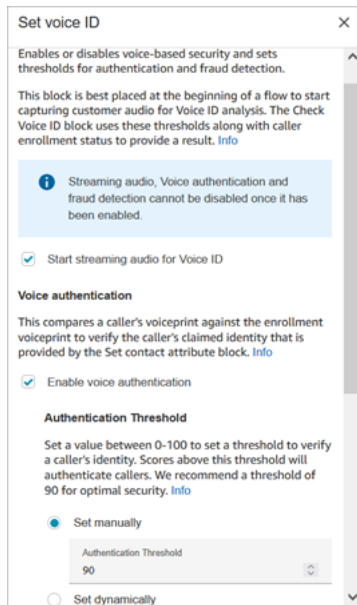 Set voice ID
Enables or disables voice-based security and sets
thresholds for authentication and fraud detection.
This block is best placed at the beginning of a flow to start
capturing customer audio for Voice ID analysis. The Check
Voice ID block uses these thresholds along with caller
enrollment status to provide a result. Info
Streaming audio, Voice authentication and
fraud detection cannot be disabled once it has
been enabled.
Start streaming audio for Voice ID
Voice authentication
This compares a caller's voiceprint against the enrollment
voiceprint to verify the caller's claimed identity that is
provided by the Set contact attribute block. Info
Enable voice authentication
Authentication Threshold
Set a value between 0-100 to set a threshold to verify
a caller's identity. Scores above this threshold will
authenticate callers. We recommend a threshold of
90 for optimal security. Info
Set manually
Authentication Threshold
90
Set dynamically